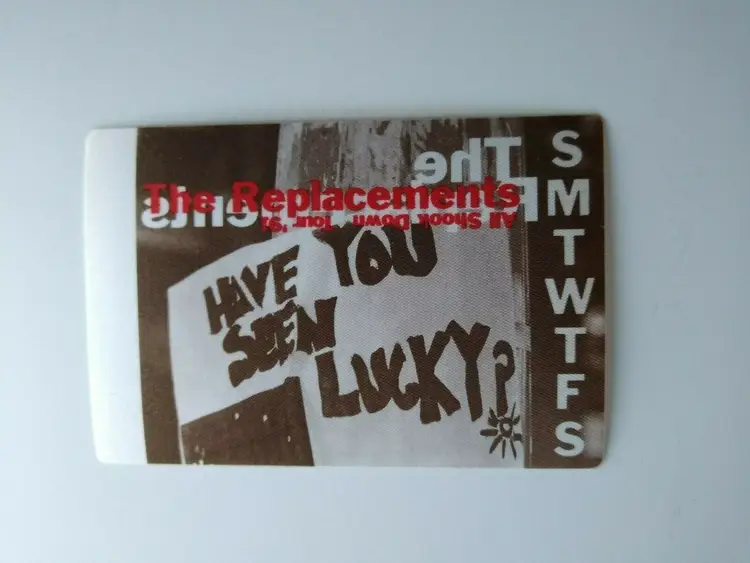 The
The Replacements
All Shook Down Tour '91
HAVE YOU
SEEN
LUCKY?
S
M
T
W
T
F
S